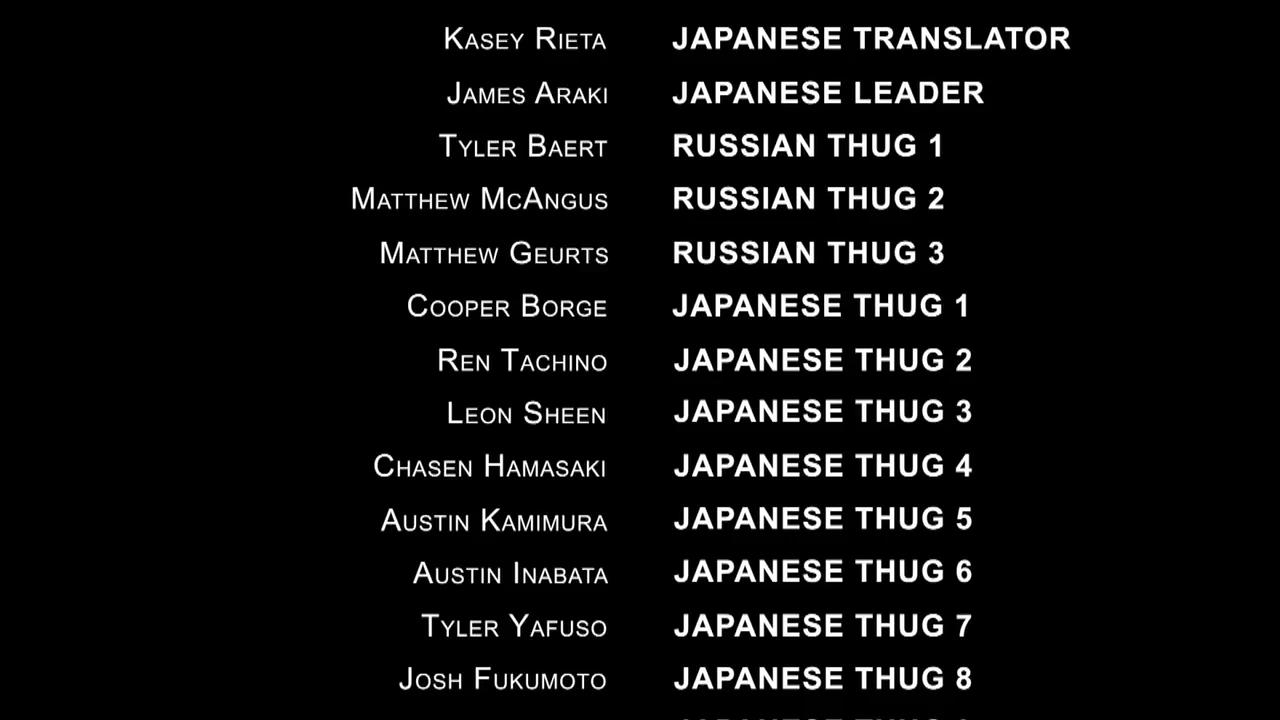 Kasey Rieta JAPANESE TRANSLATOR
James Araki JAPANESE LEADER
Tyler Baert RUSSIAN THUG 1
Matthew McAngus RUSSIAN THUG 2
Matthew Geurts RUSSIAN THUG 3
Cooper Borge JAPANESE THUG 1
Ren Tachino JAPANESE THUG 2
Leon Sheen JAPANESE THUG 3
Chasen Hamasaki JAPANESE THUG 4
Austin Kamimura JAPANESE THUG 5
Austin Inabata JAPANESE THUG 6
Tyler Yafuso JAPANESE THUG 7
Josh Fukumoto JAPANESE THUG 8